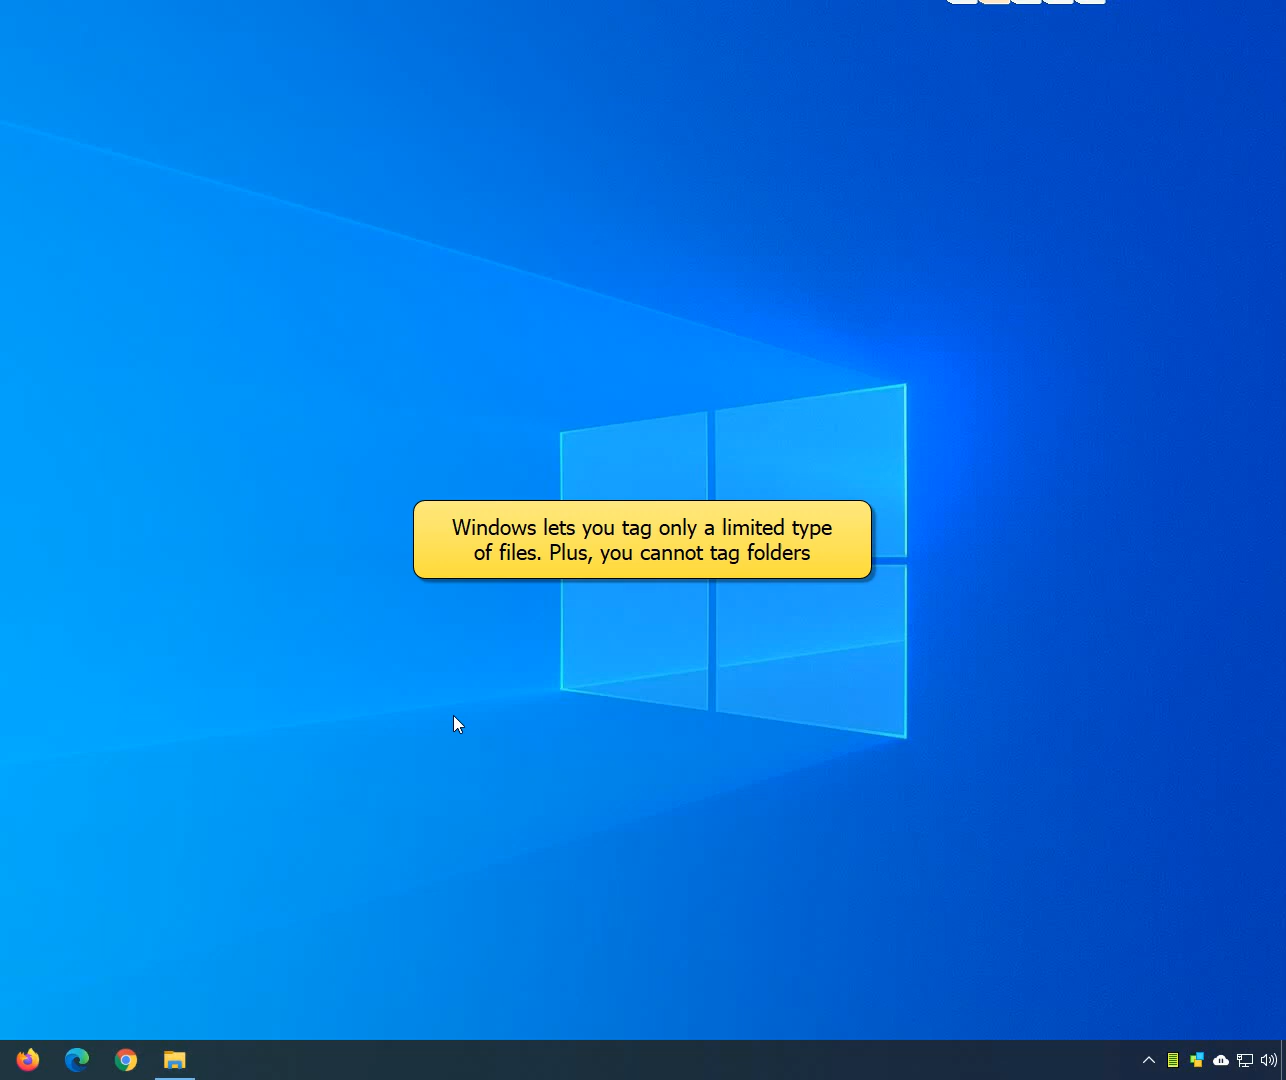 Windows lets you tag only a limited type
of files. Plus, you cannot tag folders